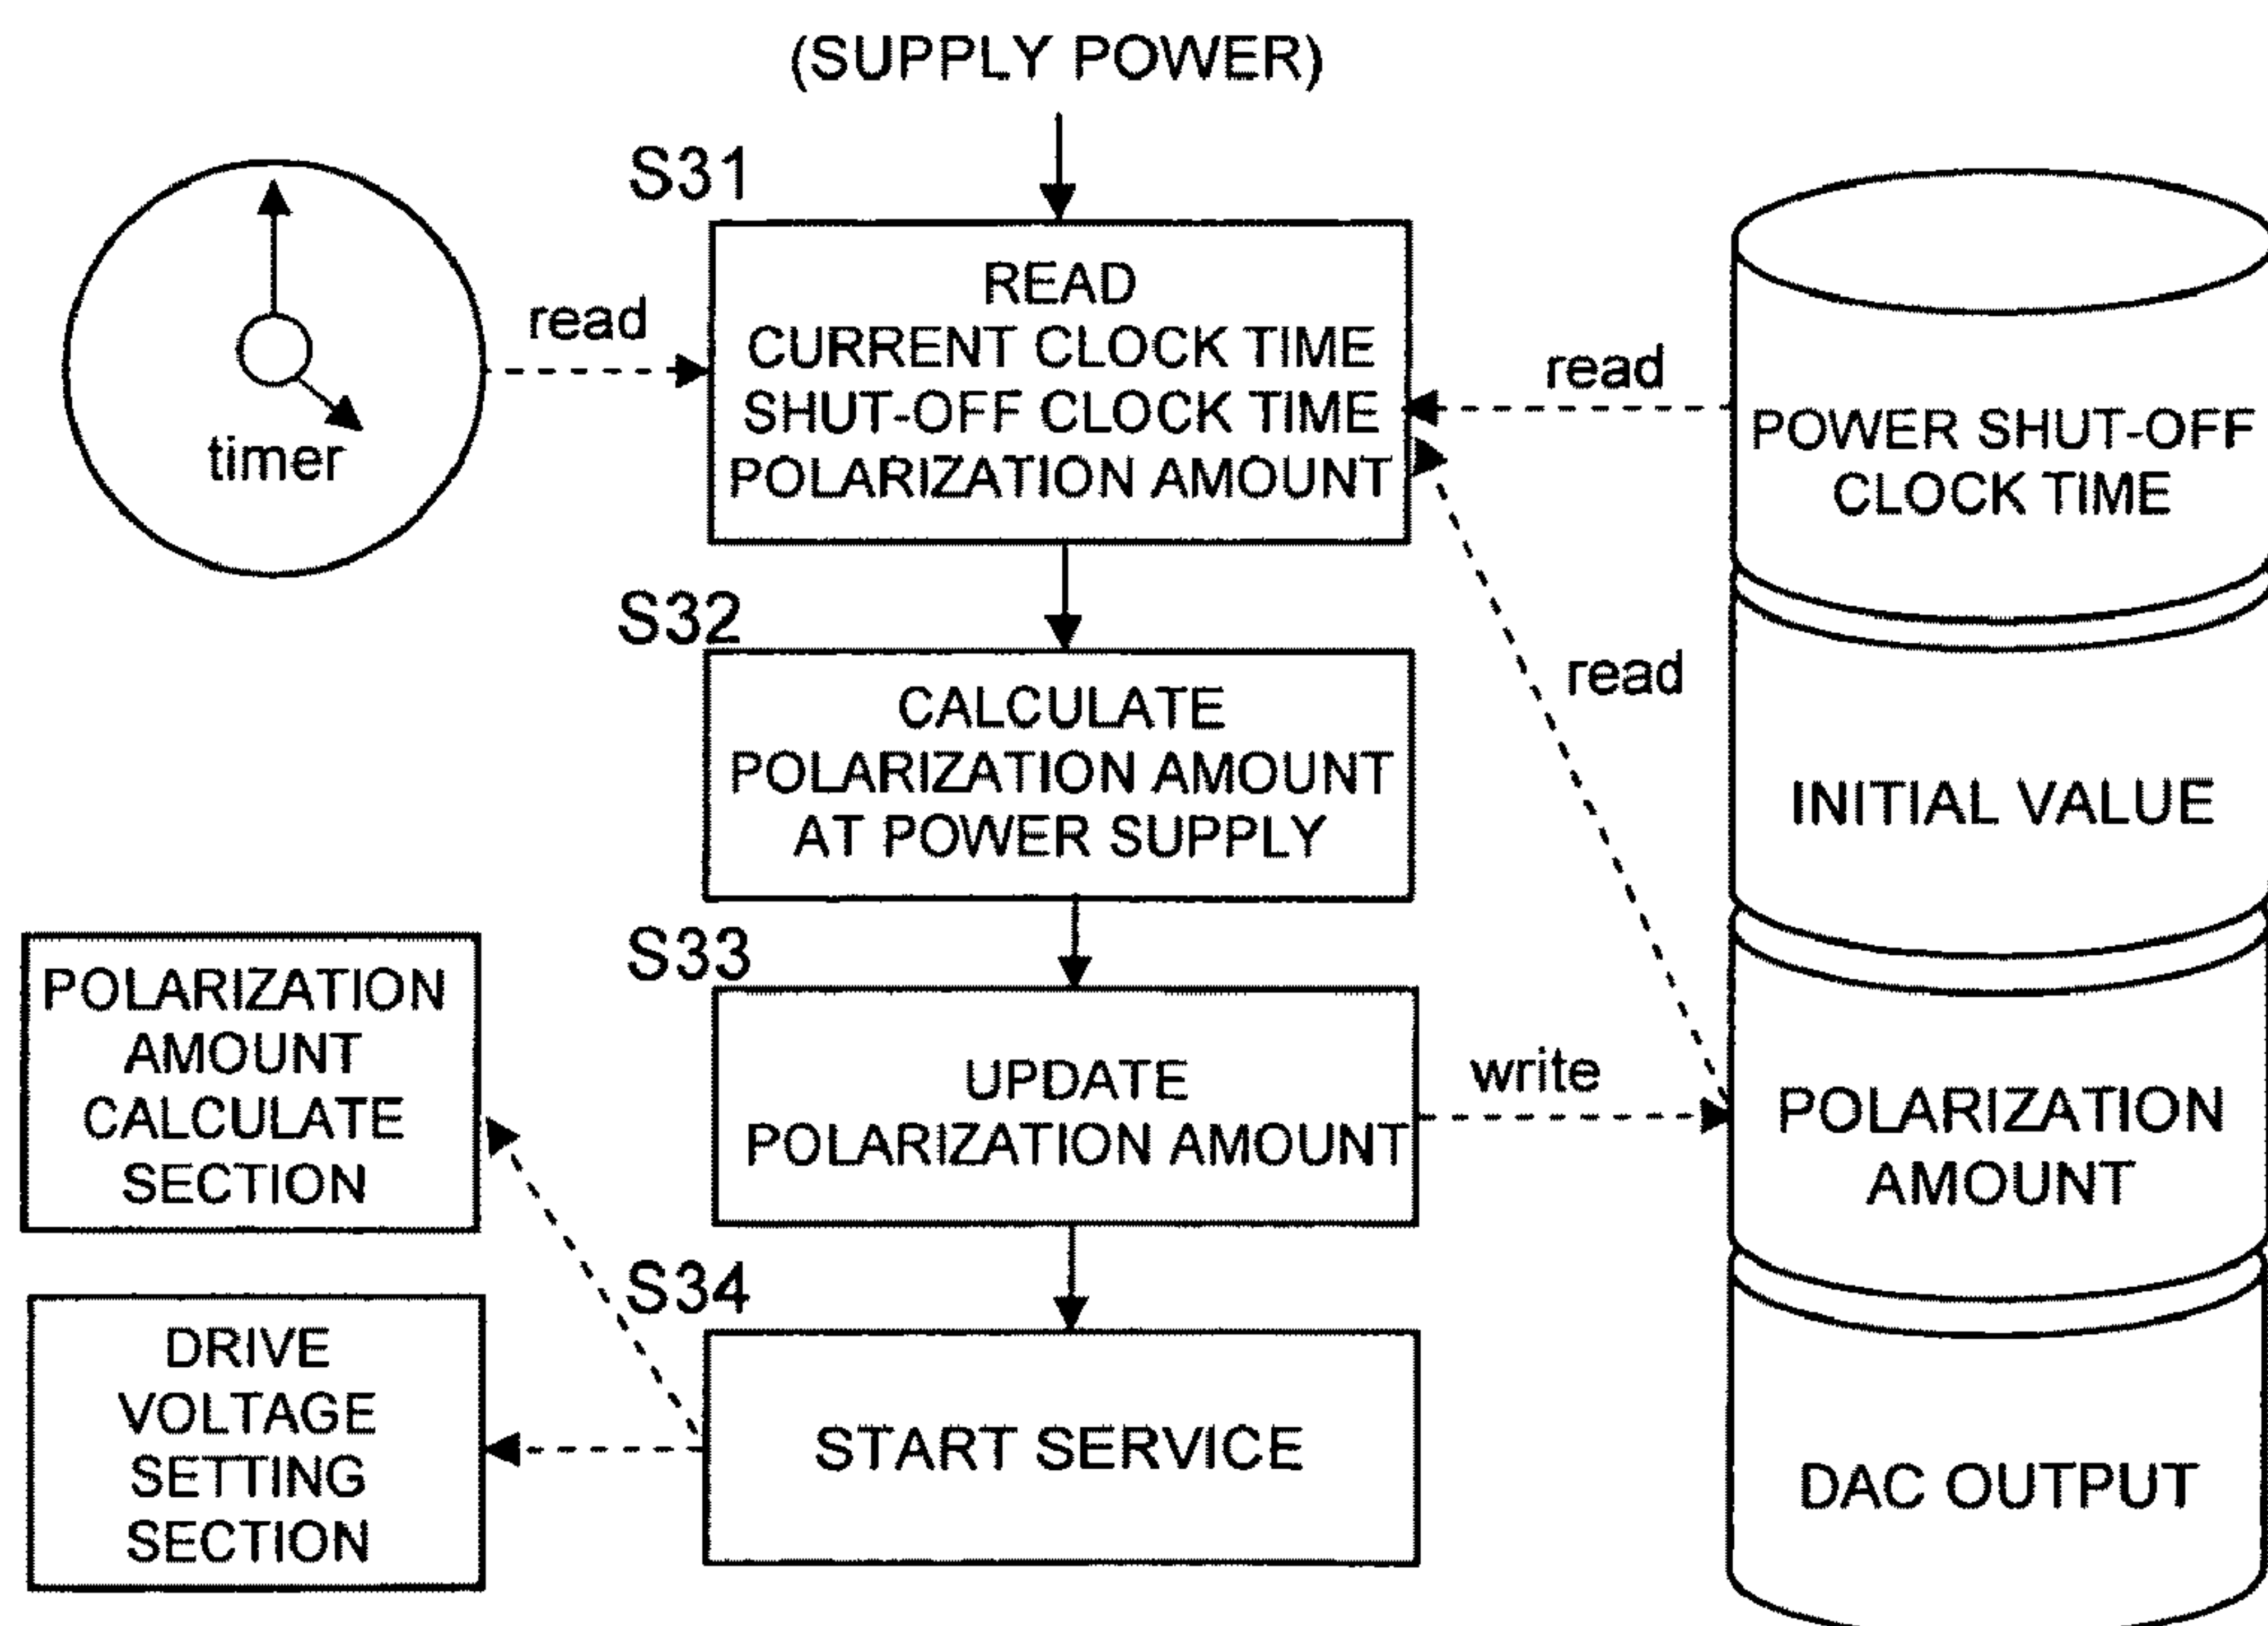 (SUPPLY POWER)
S31
READ
CURRENT CLOCK TIME
SHUT-OFF CLOCK TIME
POLARIZATION AMOUNT
read
timer
read
POWER SHUT-OFF
CLOCK TIME
S32
CALCULATE
POLARIZATION AMOUNT
AT POWER SUPPLY
read
INITIAL VALUE
S33
UPDATE
POLARIZATION AMOUNT
write
POLARIZATION
AMOUNT
POLARIZATION
AMOUNT
CALCULATE
SECTION
S34
START SERVICE
DRIVE
VOLTAGE
SETTING
SECTION
DAC OUTPUT